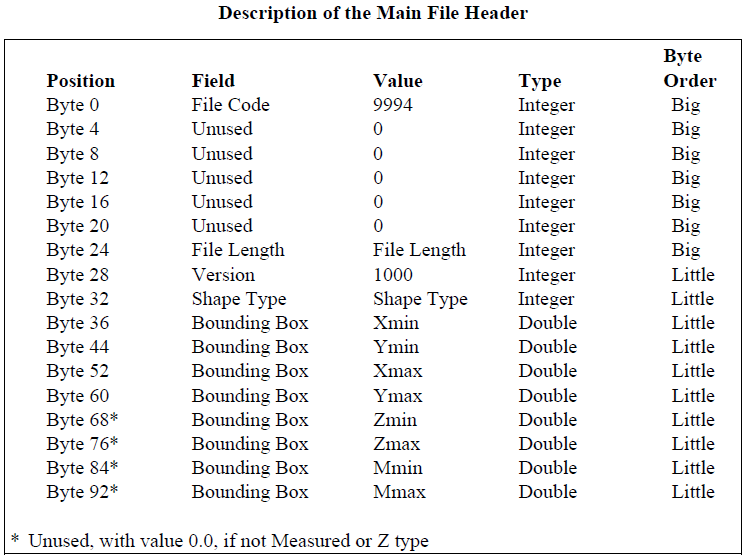 Description of the Main File Header
Byte
Position Field Value Type Order
Byte 0 File Code 9994 Integer Big
Byte 4 Unused 0 Integer Big
Byte 8 Unused 0 Integer Big
Byte 12 Unused 0 Integer Big
Byte 16 Unused 0 Integer Big
Byte 20 Unused 0 Integer Big
Byte 24 File Length File Length Integer Big
Byte 28 Version 1000 Integer Little
Byte 32 Shape Type Shape Type Integer Little
Byte 36 Bounding Box Xmin Double Little
Byte 44 Bounding Box Ymin Double Little
Byte 52 Bounding Box Xmax Double Little
Byte 60 Bounding Box Ymax Double Little
Byte 68* Bounding Box Zmin Double Little
Byte 76* Bounding Box Zmax Double Little
Byte 84* Bounding Box Mmin Double Little
Byte 92* Bounding Box Mmax Double Little
* Unused, with value 0.0, if not Measured or Z type